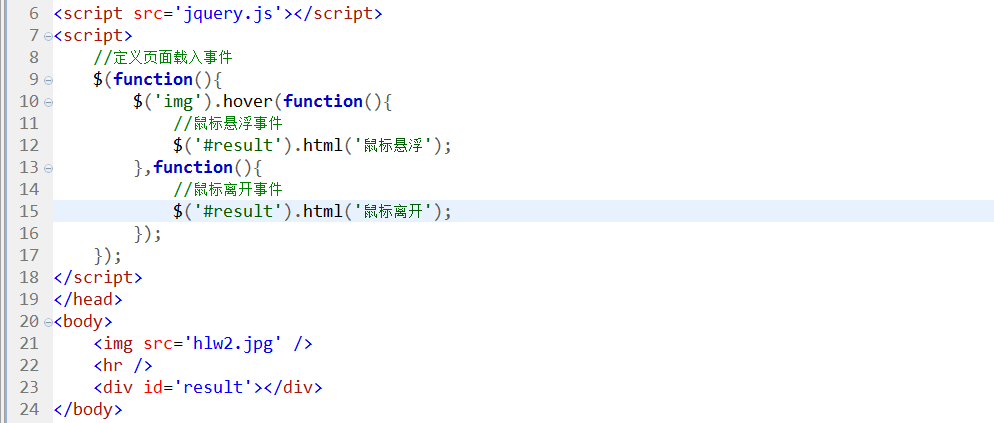 6 <script src='jquery.js'></script>
7 <script>
8     //定义页面载入事件
9     $(function(){
10         $('img').hover(function(){
11             //鼠标悬浮事件
12             $('#result').html('鼠标悬浮');
13         },function(){
14             //鼠标离开事件
15             $('#result').html('鼠标离开');
16         });
17     });
18 </script>
19 </head>
20 <body>
21     <img src='hlw2.jpg' />
22     <hr />
23     <div id='result'></div>
24 </body>